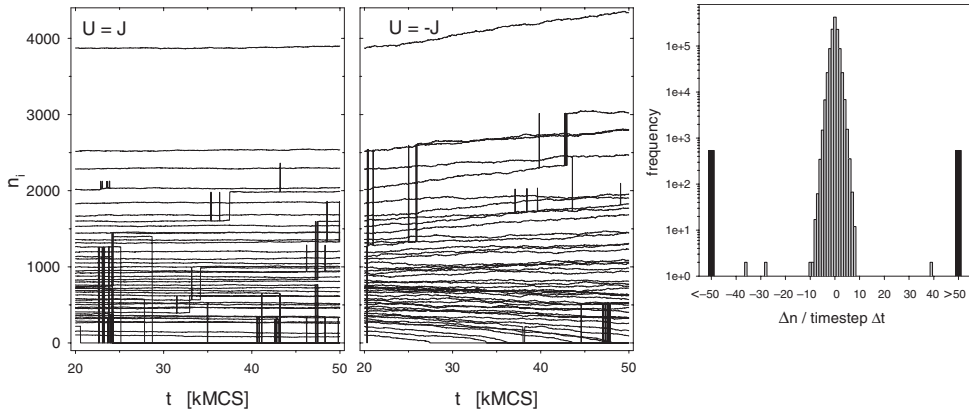 U = J
4000
3000
2000
1000
0
n_i
20 30 40 50
t [kMCS]
U = -J
20 30 40 50
t [kMCS]
frequency
1e+5
1e+4
1e+3
1e+2
1e+1
1e+0
<−50 −40 −30 −20 −10 0 10 20 30 40 >50
Δn / timestep Δt